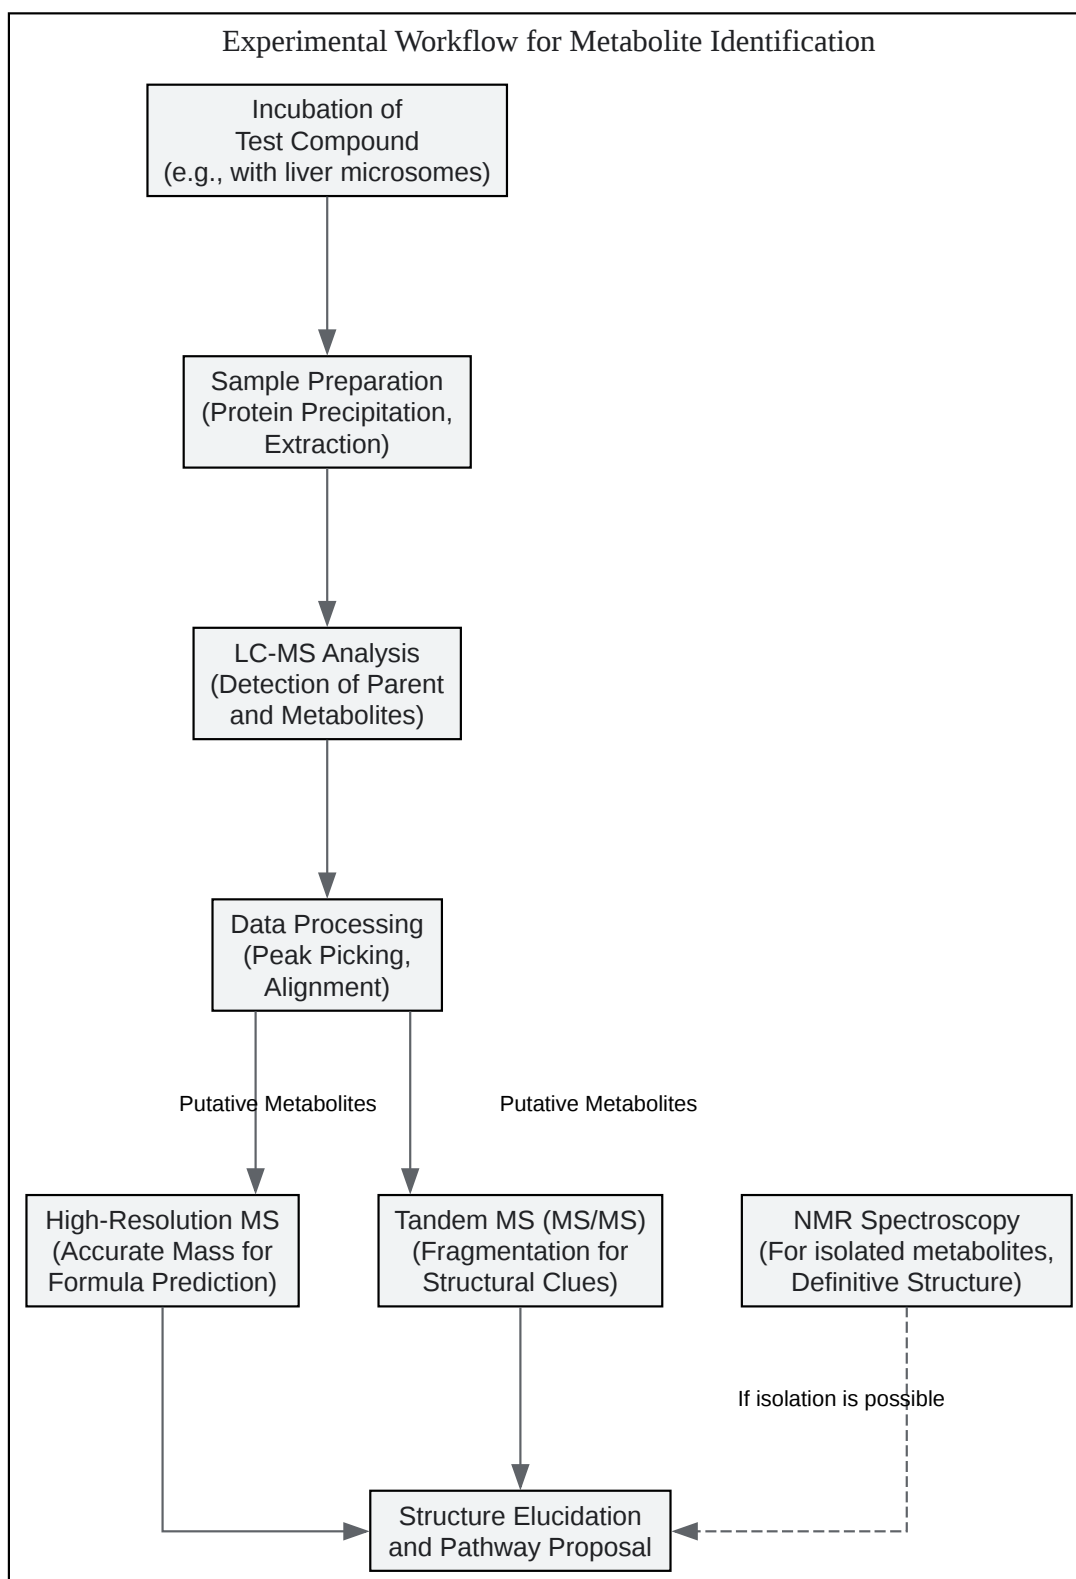 Experimental Workflow for Metabolite Identification
Incubation of
Test Compound
(e.g., with liver microsomes)
Sample Preparation
(Protein Precipitation,
Extraction)
LC-MS Analysis
(Detection of Parent
and Metabolites)
Data Processing
(Peak Picking,
Alignment)
Putative Metabolites
Putative Metabolites
High-Resolution MS
(Accurate Mass for
Formula Prediction)
Tandem MS (MS/MS)
(Fragmentation for
Structural Clues)
NMR Spectroscopy
(For isolated metabolites,
Definitive Structure)
If isolation is possible
Structure Elucidation
and Pathway Proposal